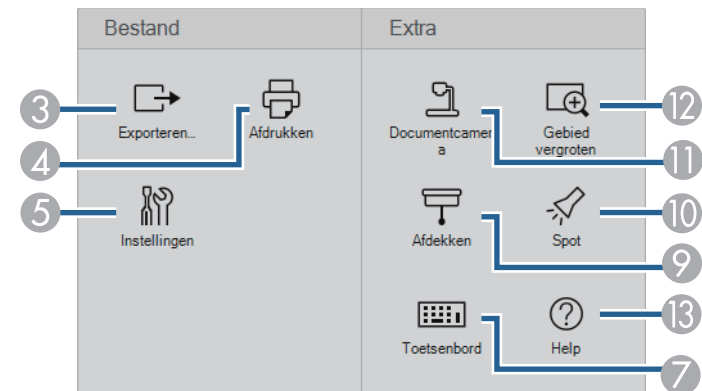 Bestand
Extra
3
Exporteren...
4
Afdrukken
5
Instellingen
Documentcamer
a
11
Gebied
vergroten
12
Afdekken
9
Spot
10
Toetsenbord
7
Help
13